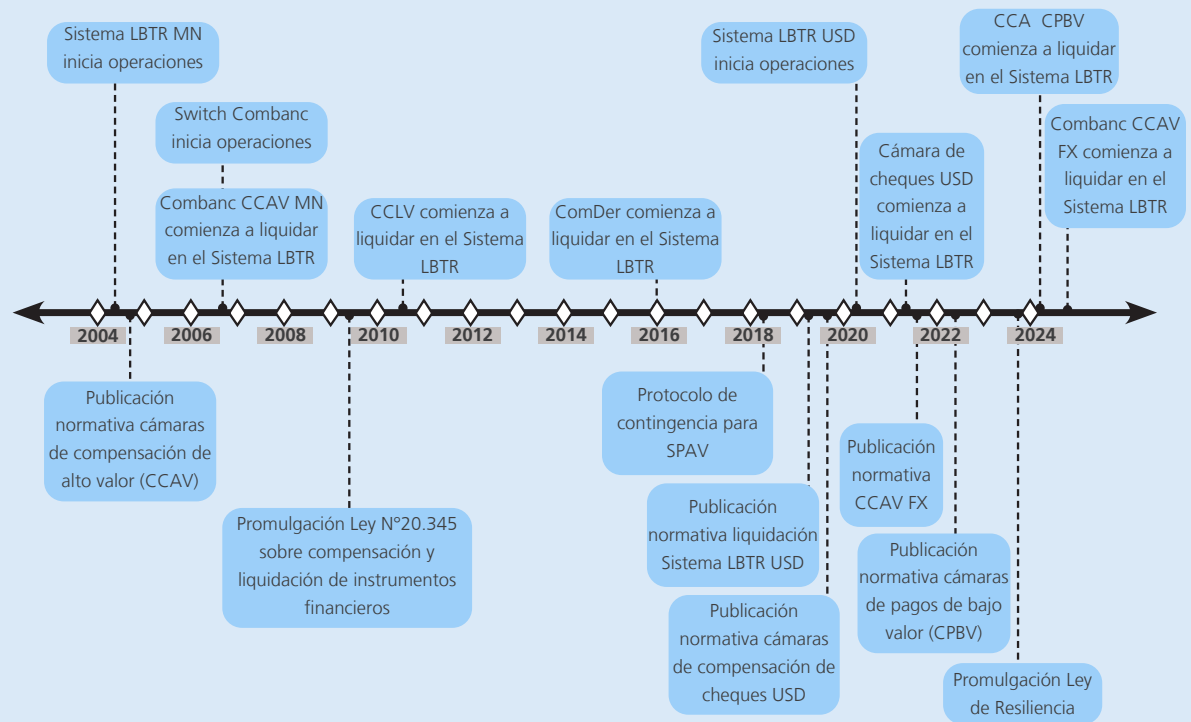 Sistema LBTR MN
inicia operaciones
Switch Combanc
inicia operaciones
Combanc CCAV MN
comienza a liquidar
en el Sistema LBTR
CCLV comienza a
liquidar en el Sistema
LBTR
ComDer comienza a
liquidar en el Sistema
LBTR
Sistema LBTR USD
inicia operaciones
Cámara de
cheques USD
comienza a
liquidar en el
Sistema LBTR
CCA CPBV
comienza a liquidar
en el Sistema LBTR
Combanc CCAV
FX comienza a
liquidar en el
Sistema LBTR
2004
2006
2008
2010
2012
2014
2016
2018
2020
2022
2024
Publicación
normativa cámaras
de compensación de
alto valor (CCAV)
Promulgación Ley Nº20.345
sobre compensación y
liquidación de instrumentos
financieros
Protocolo de
contingencia para
SPAV
Publicación
normativa liquidación
Sistema LBTR USD
Publicación
normativa cámaras
de compensación de
cheques USD
Publicación
normativa
CCAV FX
Publicación
normativa cámaras
de pagos de bajo
valor (CPBV)
Promulgación Ley
de Resiliencia